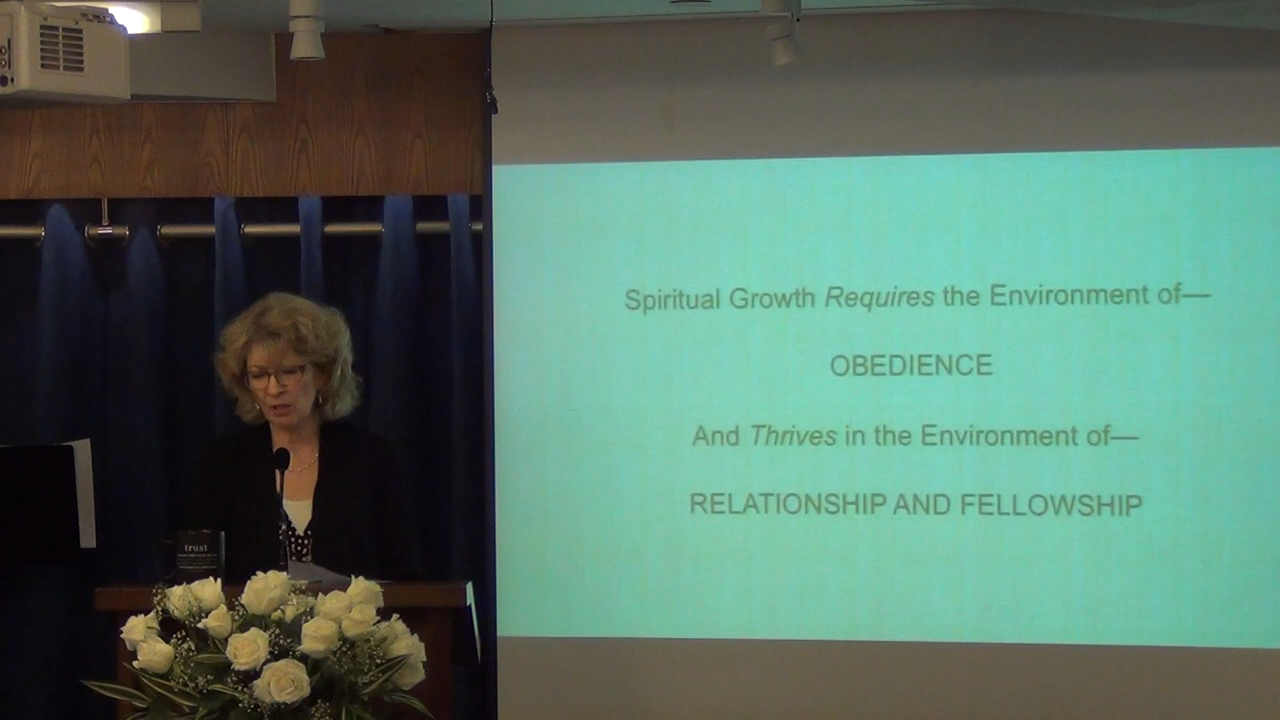 Spiritual Growth Requires the Environment of—
OBEDIENCE
And Thrives in the Environment of—
RELATIONSHIP AND FELLOWSHIP
trust